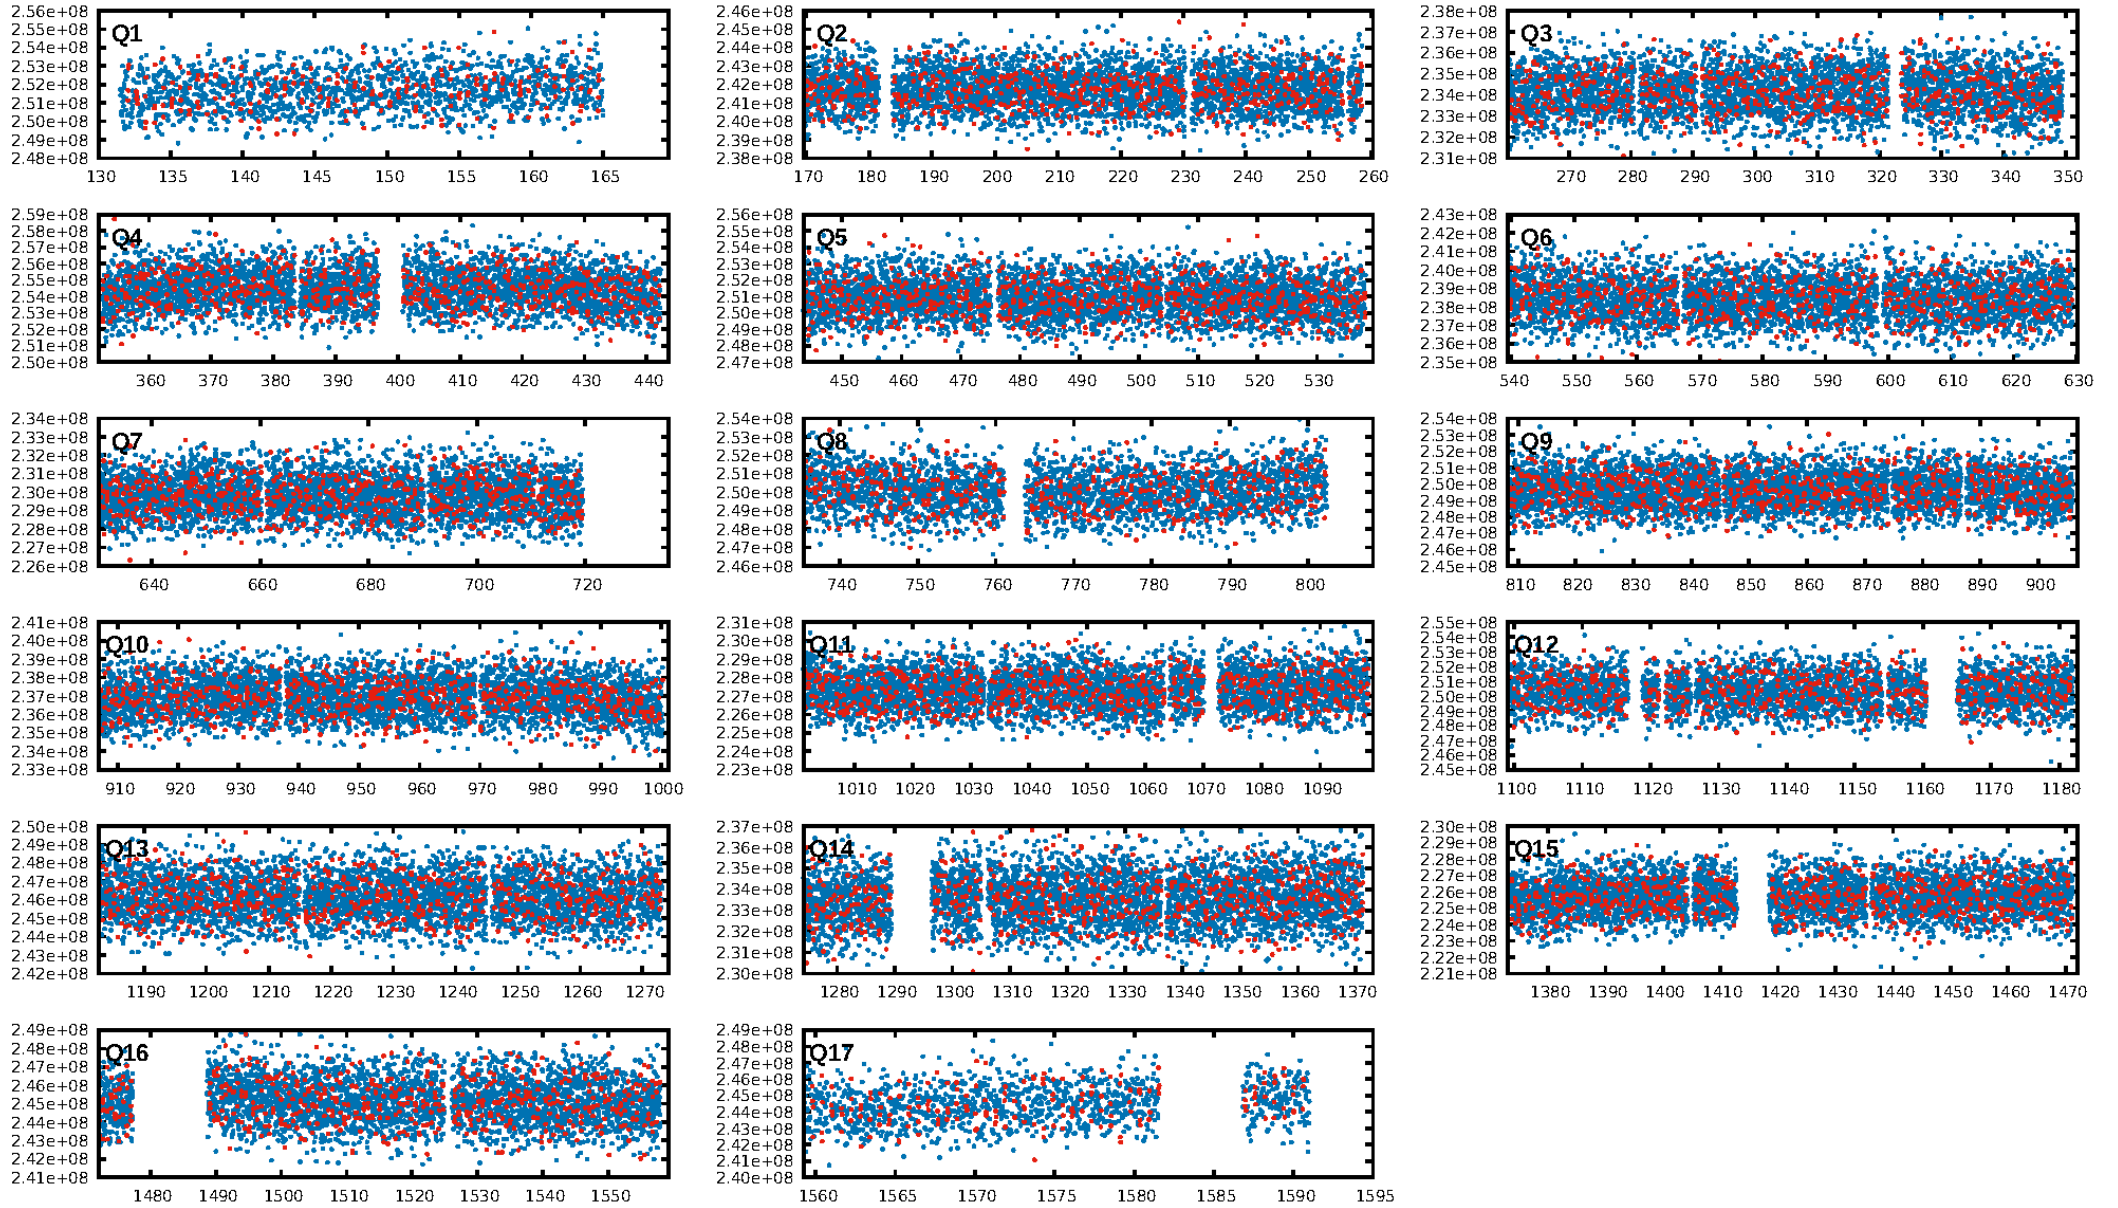 2.56e+08
2.55e+08
2.54e+08
2.53e+08
2.52e+08
2.51e+08
2.50e+08
2.49e+08
2.48e+08
Q1
130 135 140 145 150 155 160 165
2.46e+08
2.45e+08
2.44e+08
2.43e+08
2.42e+08
2.41e+08
2.40e+08
2.39e+08
2.38e+08
Q2
170 180 190 200 210 220 230 240 250 260
2.38e+08
2.37e+08
2.36e+08
2.35e+08
2.34e+08
2.33e+08
2.32e+08
2.31e+08
Q3
270 280 290 300 310 320 330 340 350
2.59e+08
2.58e+08
2.57e+08
2.56e+08
2.55e+08
2.54e+08
2.53e+08
2.52e+08
2.51e+08
2.50e+08
Q4
360 370 380 390 400 410 420 430 440
2.56e+08
2.55e+08
2.54e+08
2.53e+08
2.52e+08
2.51e+08
2.50e+08
2.49e+08
2.48e+08
2.47e+08
Q5
450 460 470 480 490 500 510 520 530
2.43e+08
2.42e+08
2.41e+08
2.40e+08
2.39e+08
2.38e+08
2.37e+08
2.36e+08
2.35e+08
Q6
540 550 560 570 580 590 600 610 620 630
2.34e+08
2.33e+08
2.32e+08
2.31e+08
2.30e+08
2.29e+08
2.28e+08
2.27e+08
2.26e+08
Q7
640 660 680 700 720
2.54e+08
2.53e+08
2.52e+08
2.51e+08
2.50e+08
2.49e+08
2.48e+08
2.47e+08
2.46e+08
Q8
740 750 760 770 780 790 800
2.54e+08
2.53e+08
2.52e+08
2.51e+08
2.50e+08
2.49e+08
2.48e+08
2.47e+08
2.46e+08
2.45e+08
Q9
810 820 830 840 850 860 870 880 890 900
2.41e+08
2.40e+08
2.39e+08
2.38e+08
2.37e+08
2.36e+08
2.35e+08
2.34e+08
2.33e+08
Q10
910 920 930 940 950 960 970 980 990 1000
2.31e+08
2.30e+08
2.29e+08
2.28e+08
2.27e+08
2.26e+08
2.25e+08
2.24e+08
2.23e+08
Q11
1010 1020 1030 1040 1050 1060 1070 1080 1090
2.55e+08
2.54e+08
2.53e+08
2.52e+08
2.51e+08
2.50e+08
2.49e+08
2.48e+08
2.47e+08
2.46e+08
2.45e+08
Q12
1100 1110 1120 1130 1140 1150 1160 1170 1180
2.50e+08
2.49e+08
2.48e+08
2.47e+08
2.46e+08
2.45e+08
2.44e+08
2.43e+08
2.42e+08
Q13
1190 1200 1210 1220 1230 1240 1250 1260 1270
2.37e+08
2.36e+08
2.35e+08
2.34e+08
2.33e+08
2.32e+08
2.31e+08
2.30e+08
Q14
1280 1290 1300 1310 1320 1330 1340 1350 1360 1370
2.30e+08
2.29e+08
2.28e+08
2.27e+08
2.26e+08
2.25e+08
2.24e+08
2.23e+08
2.22e+08
2.21e+08
Q15
1380 1390 1400 1410 1420 1430 1440 1450 1460 1470
2.49e+08
2.48e+08
2.47e+08
2.46e+08
2.45e+08
2.44e+08
2.43e+08
2.42e+08
2.41e+08
Q16
1480 1490 1500 1510 1520 1530 1540 1550
2.49e+08
2.48e+08
2.47e+08
2.46e+08
2.45e+08
2.44e+08
2.43e+08
2.42e+08
2.41e+08
2.40e+08
Q17
1560 1565 1570 1575 1580 1585 1590 1595